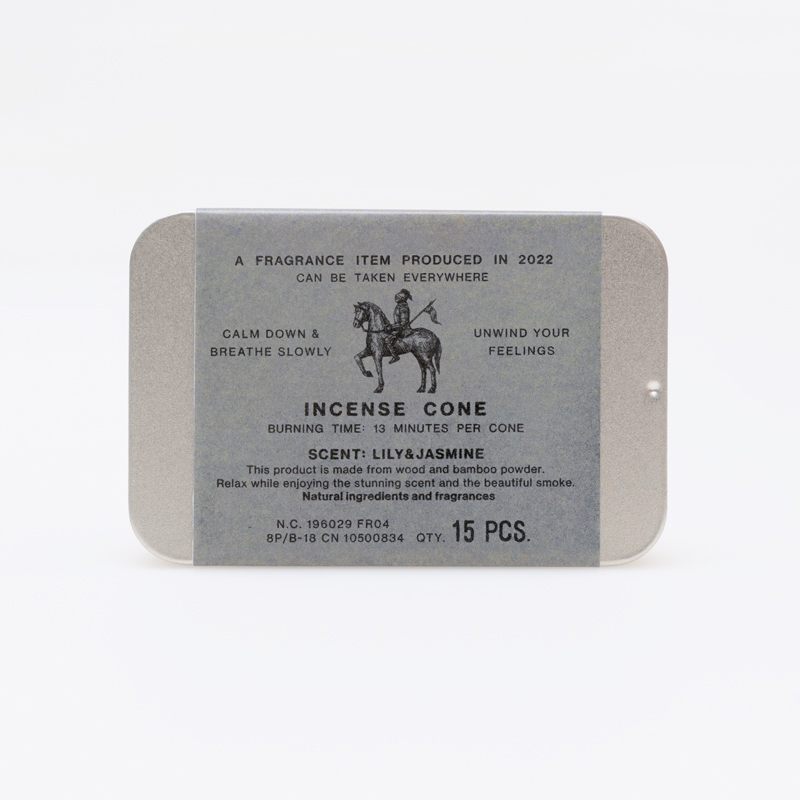 A FRAGRANCE ITEM PRODUCED IN 2022
CAN BE TAKEN EVERYWHERE
CALM DOWN &
BREATHE SLOWLY
UNWIND YOUR
FEELINGS
INCENSE CONE
BURNING TIME: 13 MINUTES PER CONE
SCENT: LILY&JASMINE
This product is made from wood and bamboo powder.
Relax while enjoying the stunning scent and the beautiful smoke.
Natural ingredients and fragrances
N.C. 196029 FR04
8P/B-18 CN 10500834 QTY. 15 PCS.